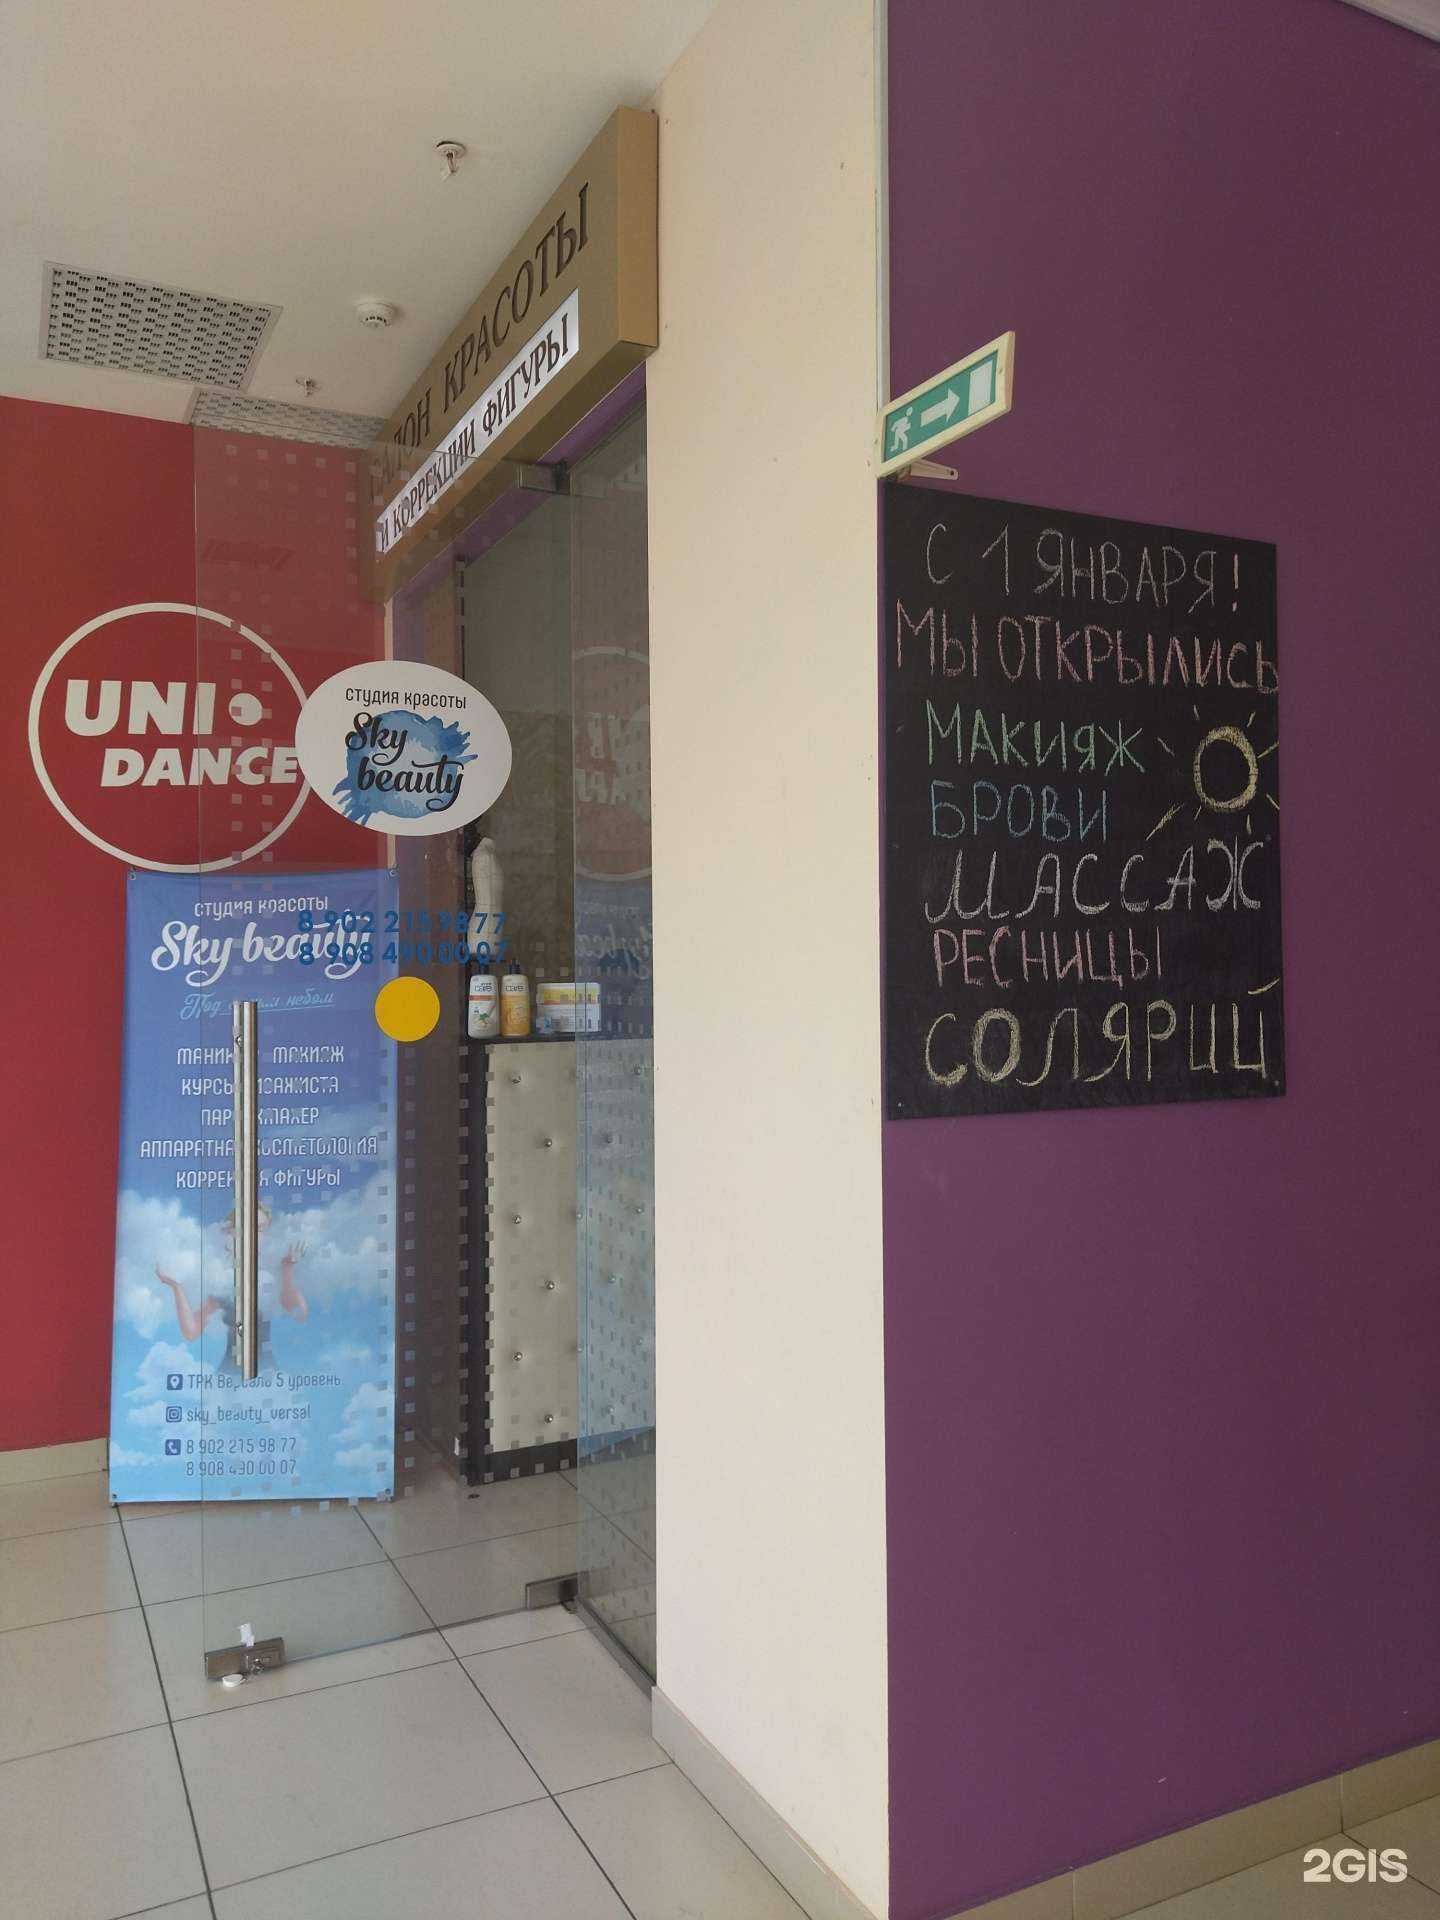 САЛОН КРАСОТЫ
И КОРРЕКЦИИ ФИГУРЫ
UNI
DANCE
студия красоты
Sky
beauty
8 902 215 98 77
8 908 490 00 07
студия красоты
Sky beauty
Под небом
МАКИЯЖ
КУРСЫ
КОСМЕТОЛОГИЯ
ФИГУРЫ
ТРК 5 уровень
sky_beauty_versal
8 902 215 98 77
8 908 490 00 07
С 1 ЯНВАРЯ!
МЫ ОТКРЫЛИСЬ
МАКИЯЖ
БРОВИ
МАССАЖ
РЕСНИЦЫ
СОЛЯРИЙ
2GIS